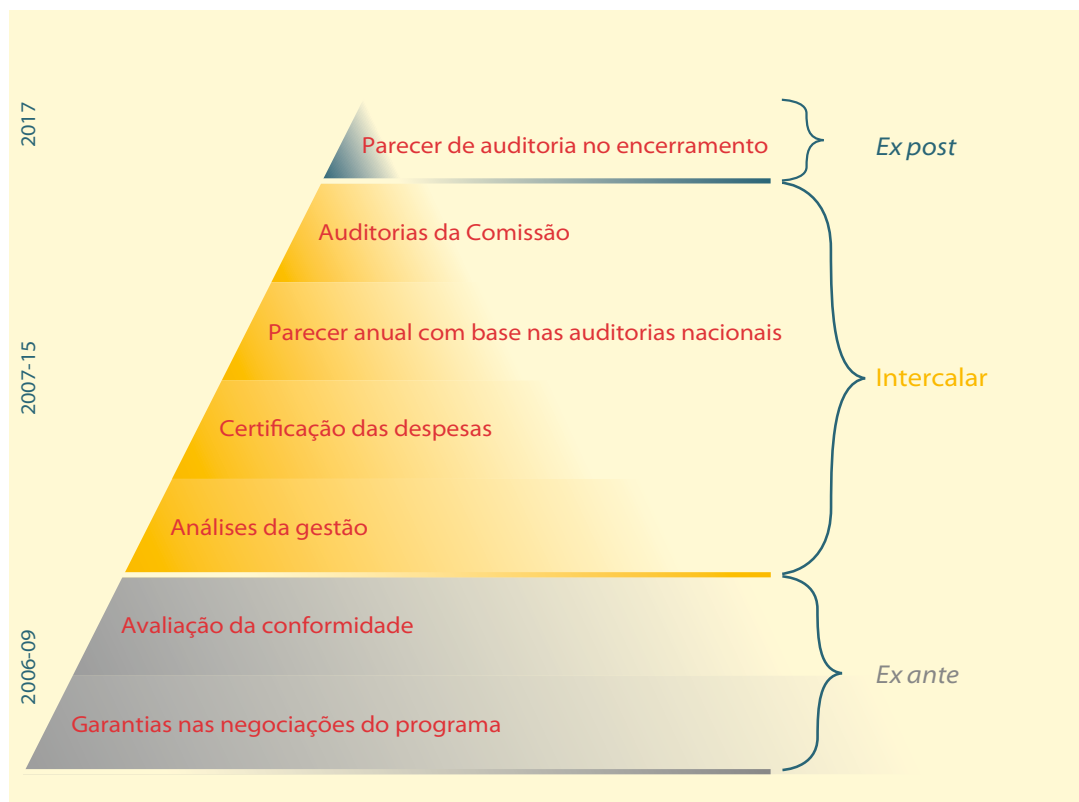 2017
Parecer de auditoria no encerramento
Ex post
Auditorias da Comissão
Parecer anual com base nas auditorias nacionais
2007-15
Intercalar
Certificação das despesas
Análises da gestão
Avaliação da conformidade
2006-09
Ex ante
Garantias nas negociações do programa